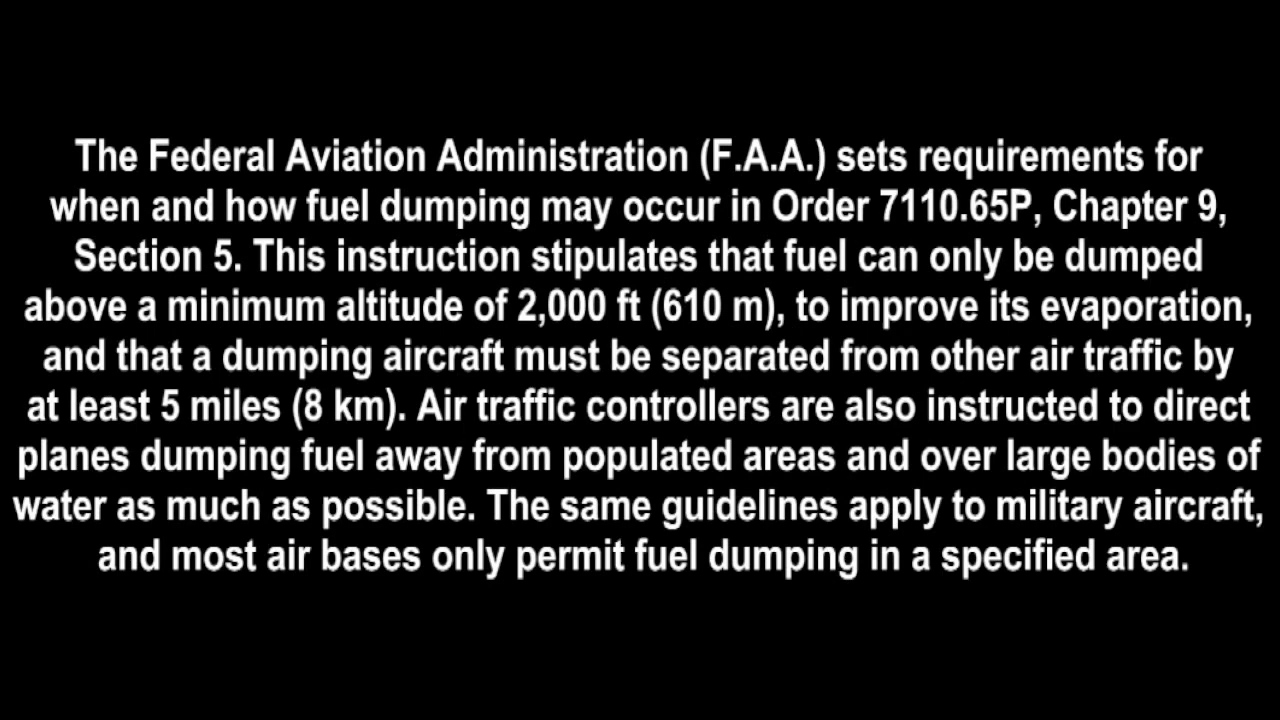 The Federal Aviation Administration (F.A.A.) sets requirements for
when and how fuel dumping may occur in Order 7110.65P, Chapter 9,
Section 5. This instruction stipulates that fuel can only be dumped
above a minimum altitude of 2,000 ft (610 m), to improve its evaporation,
and that a dumping aircraft must be separated from other air traffic by
at least 5 miles (8 km). Air traffic controllers are also instructed to direct
planes dumping fuel away from populated areas and over large bodies of
water as much as possible. The same guidelines apply to military aircraft,
and most air bases only permit fuel dumping in a specified area.